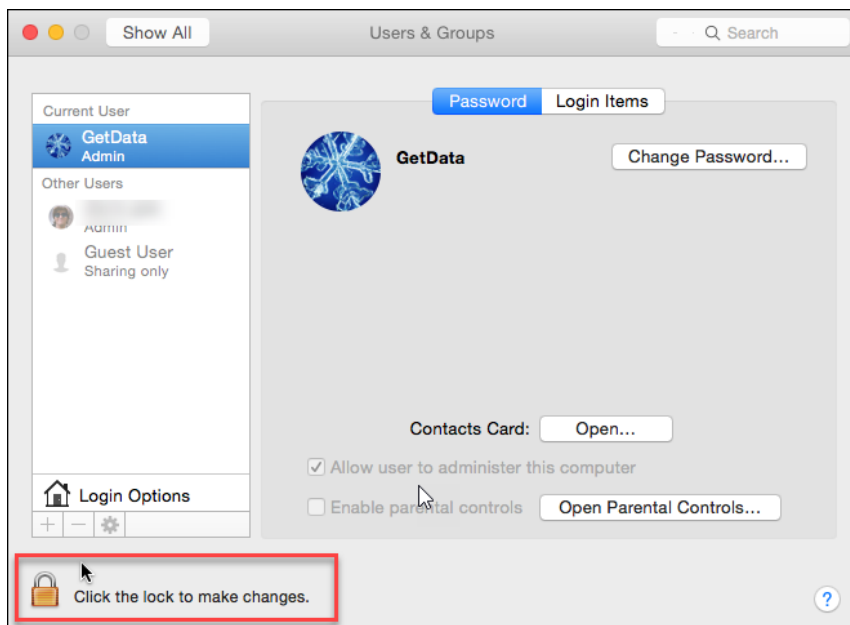 Show All
Users & Groups
Search
Password
Login Items
Current User
GetData
Admin
Other Users
Admin
Guest User
Sharing only
GetData
Change Password...
Contacts Card:
Open...
Allow user to administer this computer
Enable parental controls
Open Parental Controls...
Login Options
Click the lock to make changes.
?